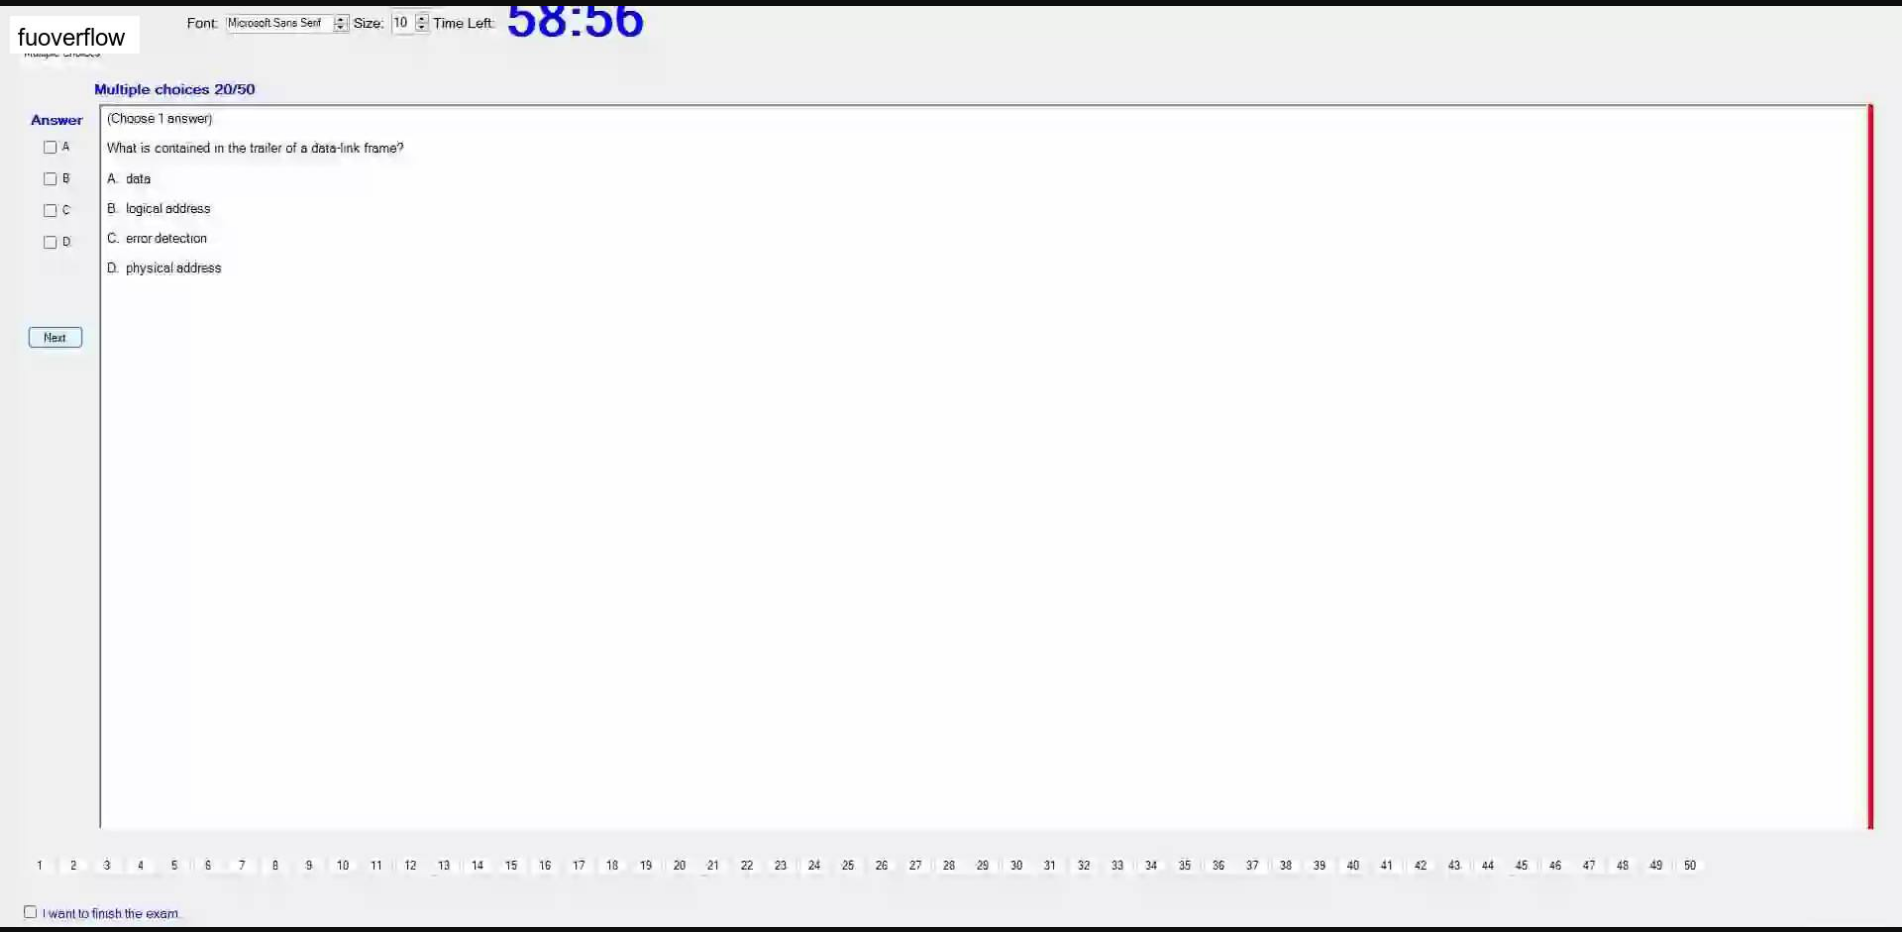 Font: Microsoft Sans Serif Size: 10 Time Left: 58:56
fuoverflow
Multiple choices
Multiple choices 20/50
Answer
(Choose 1 answer)
A
What is contained in the trailer of a data-link frame?
B
A. data
C
B. logical address
D
C. error detection
D. physical address
Next
1 2 3 4 5 6 7 8 9 10 11 12 13 14 15 16 17 18 19 20 21 22 23 24 25 26 27 28 29 30 31 32 33 34 35 36 37 38 39 40 41 42 43 44 45 46 47 48 49 50
I want to finish the exam.